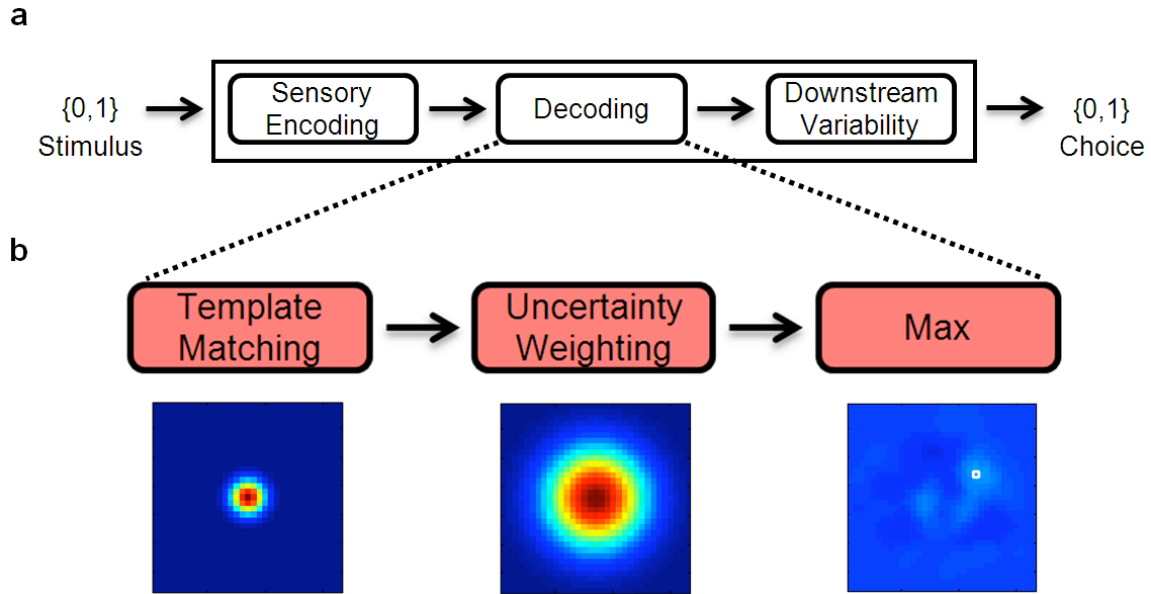 a
{0,1}
Stimulus
Sensory
Encoding
Decoding
Downstream
Variability
{0,1}
Choice
b
Template
Matching
Uncertainty
Weighting
Max